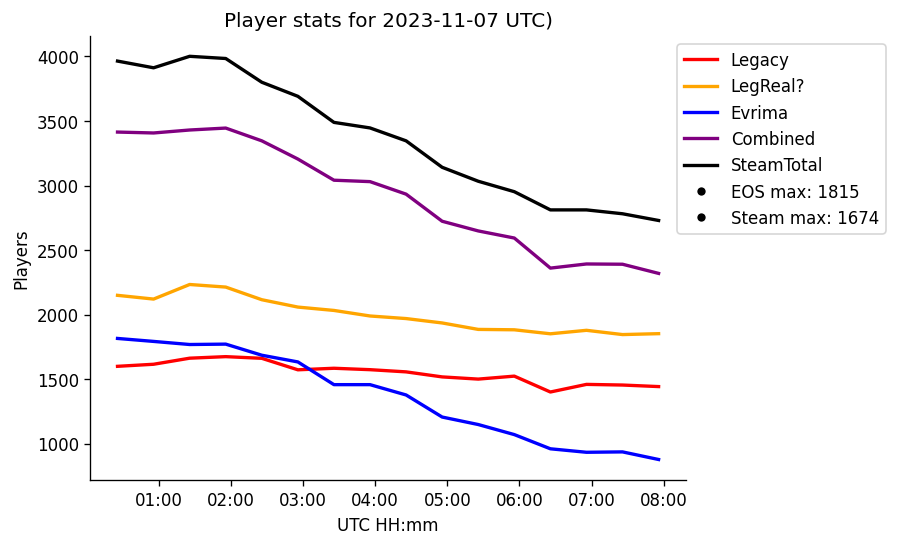 Player stats for 2023-11-07 UTC)
4000
3500
3000
2500
2000
1500
1000
Players
01:00 02:00 03:00 04:00 05:00 06:00 07:00 08:00
UTC HH:mm
Legacy
LegReal?
Evrima
Combined
SteamTotal
EOS max: 1815
Steam max: 1674